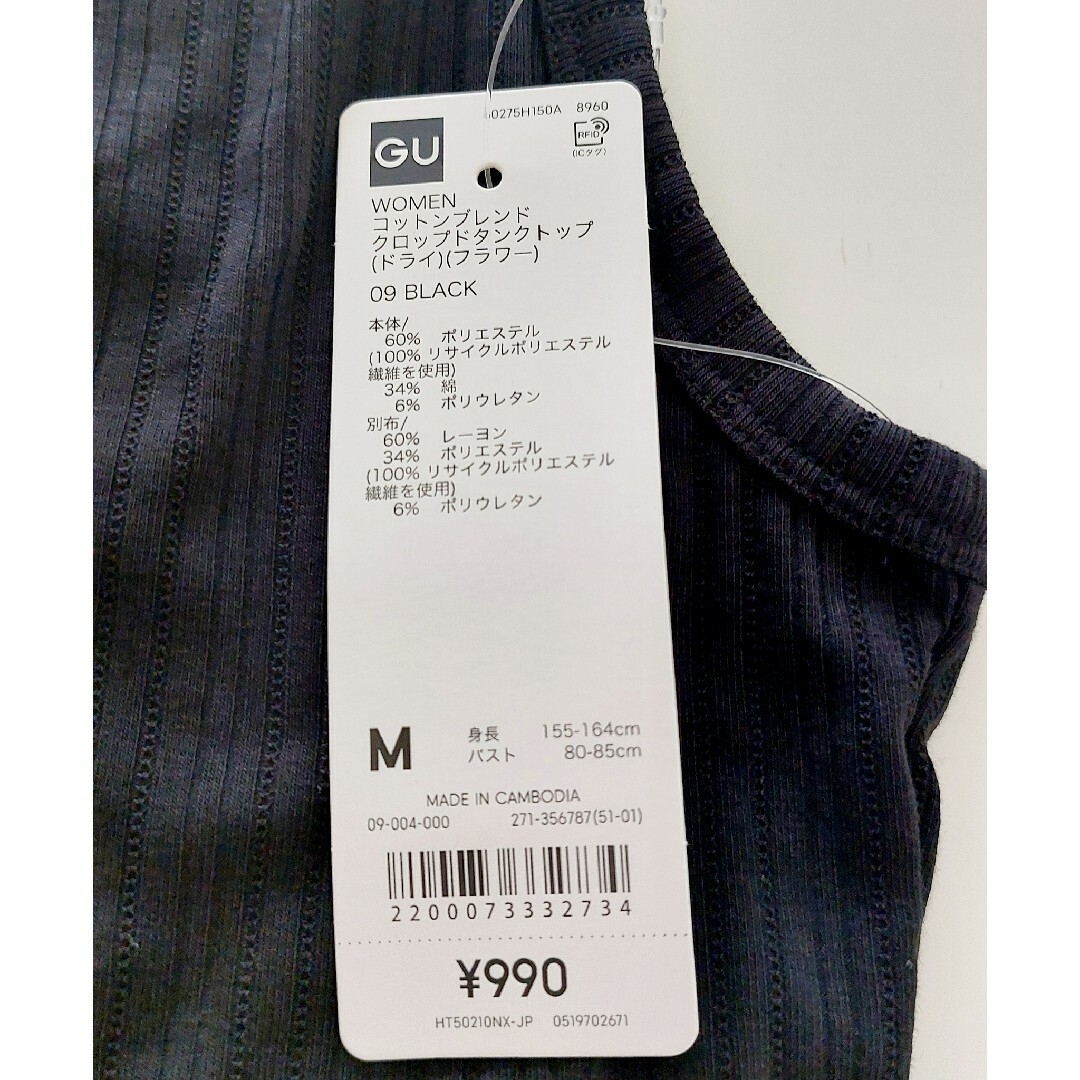 0275H150A 8960
GU
RFID
(ICタグ)
WOMEN
コットンブレンド
クロップドタンクトップ
(ドライ)(フラワー)
09 BLACK
本体/
60% ポリエステル
(100% リサイクルポリエステル
繊維を使用)
34% 綿
6% ポリウレタン
別布/
60% レーヨン
34% ポリエステル
(100% リサイクルポリエステル
繊維を使用)
6% ポリウレタン
M 身長 155-164cm
バスト 80-85cm
MADE IN CAMBODIA
09-004-000 271-356787(51-01)
2200073332734
¥990
HT50210NX-JP 0519702671